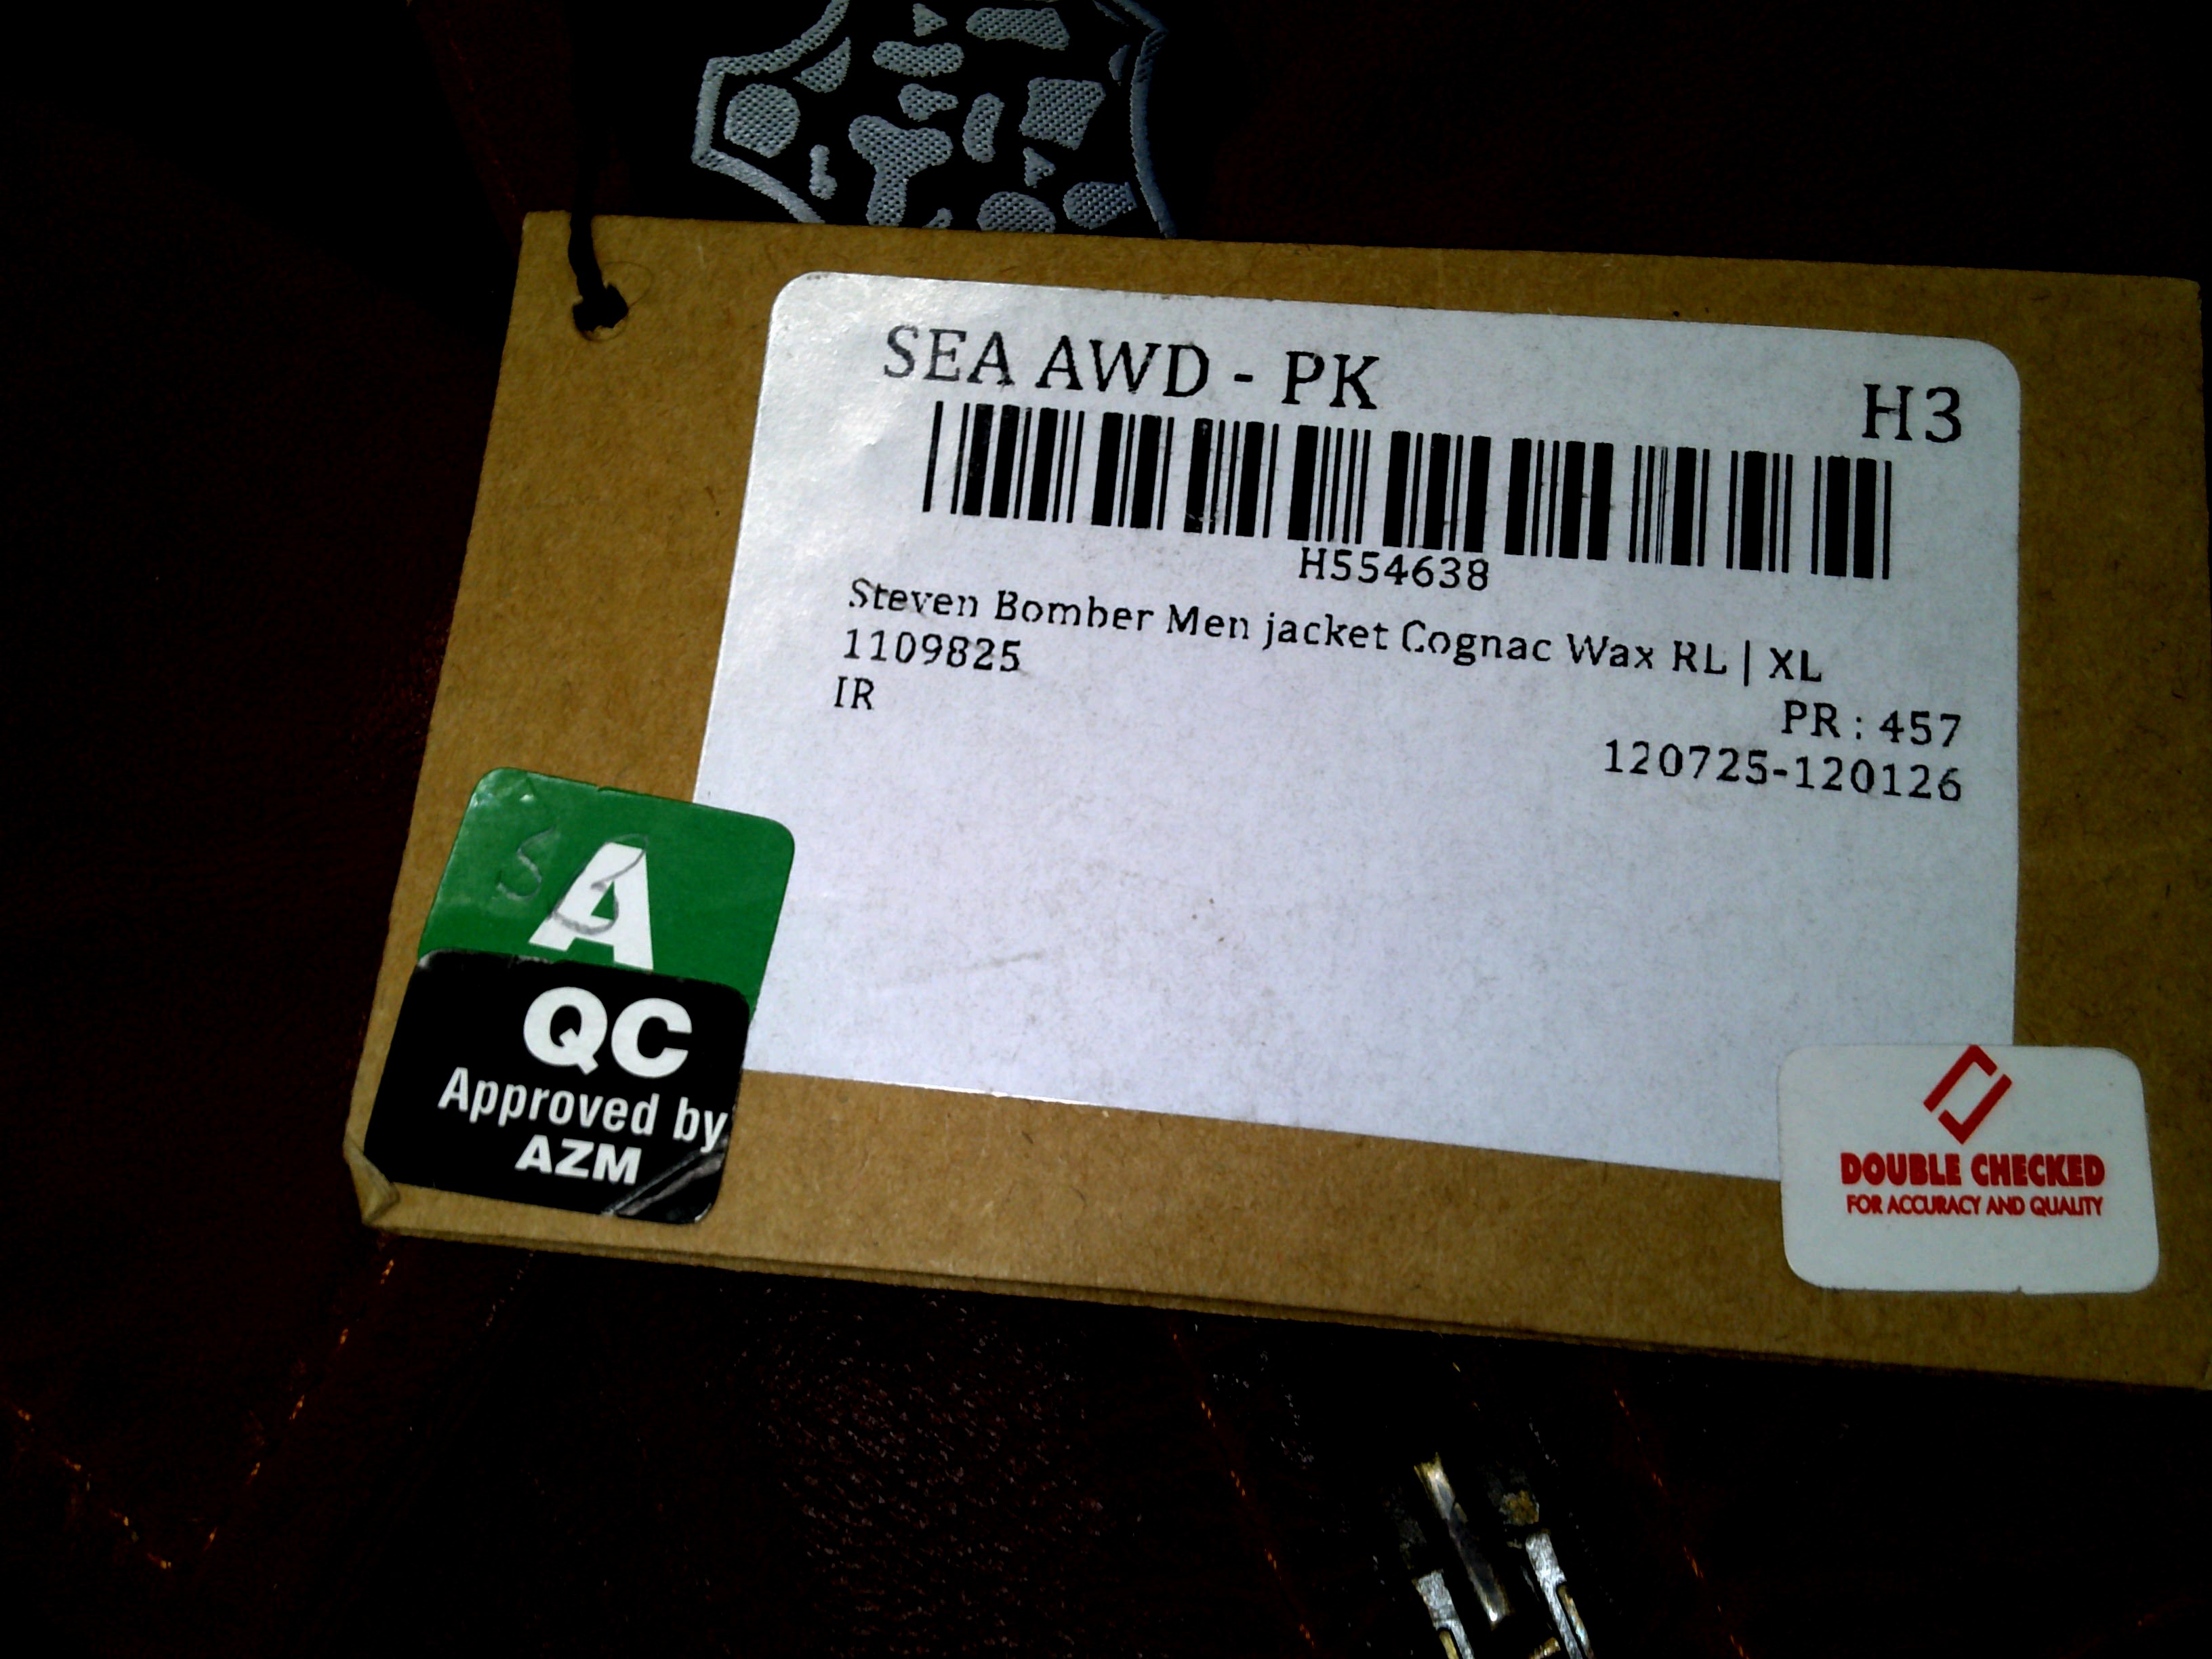 SEA AWD - PK
H3
H554638
Steven Bomber Men jacket Cognac Wax RL | XL
1109825
IR
PR : 457
120725-120126
A
QC
Approved by
AZM
DOUBLE CHECKED
FOR ACCURACY AND QUALITY